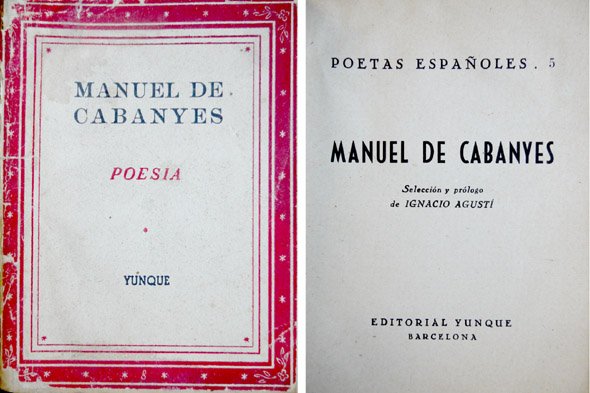 MANUEL DE
CABANYES
POESIA
YUNQUE
8
POETAS ESPAÑOLES. 5
MANUEL DE CABANYES
Selección y prólogo
de IGNACIO AGUSTÍ
EDITORIAL YUNQUE
BARCELONA